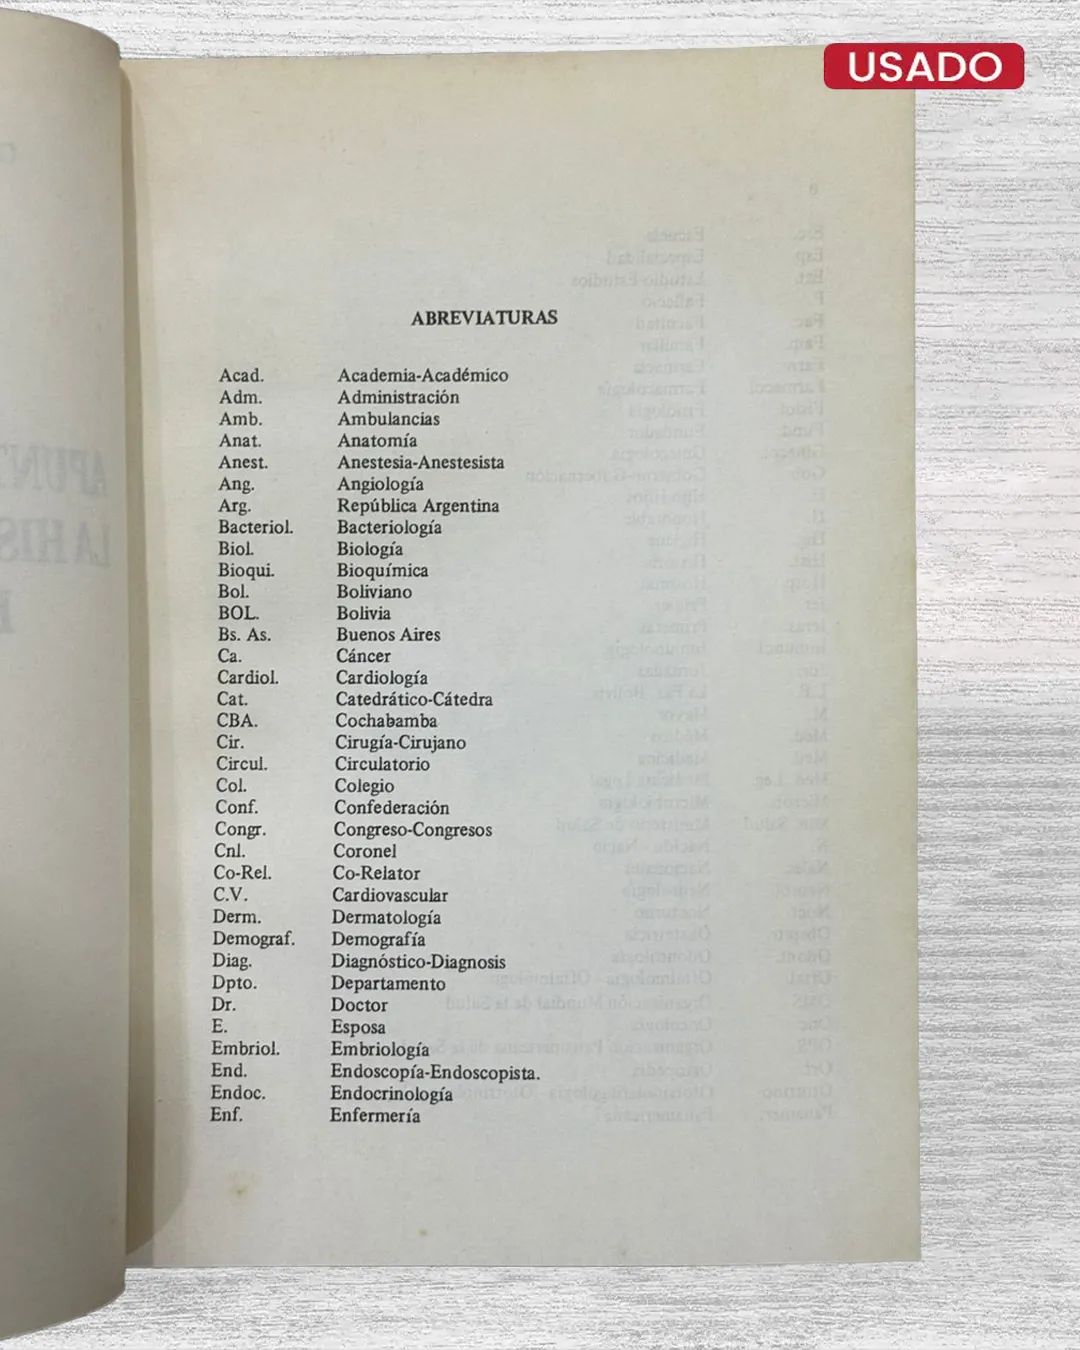 USADO
ABREVIATURAS
Acad. Academia-Académico
Adm. Administración
Amb. Ambulancias
Anat. Anatomía
Anest. Anestesia-Anestesista
Ang. Angiología
Arg. República Argentina
Bacteriol. Bacteriología
Biol. Biología
Bioqui. Bioquímica
Bol. Boliviano
BOL. Bolivia
Bs. As. Buenos Aires
Ca. Cáncer
Cardiol. Cardiología
Cat. Catedrático-Cátedra
CBA. Cochabamba
Cir. Cirugía-Cirujano
Circul. Circulatorio
Col. Colegio
Conf. Confederación
Congr. Congreso-Congresos
Cnl. Coronel
Co-Rel. Co-Relator
C.V. Cardiovascular
Derm. Dermatología
Demograf. Demografía
Diag. Diagnóstico-Diagnosis
Dpto. Departamento
Dr. Doctor
E. Esposa
Embriol. Embriología
End. Endoscopía-Endoscopista.
Endoc. Endocrinología
Enf. Enfermería